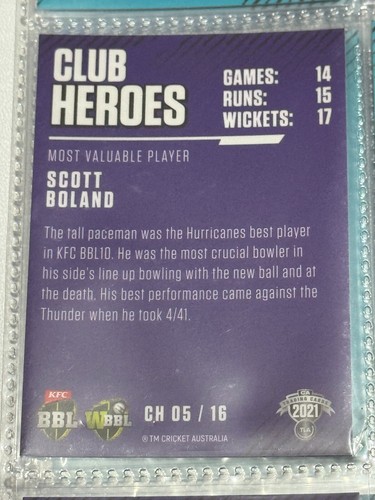 CLUB
HEROES
GAMES: 14
RUNS: 15
WICKETS: 17
MOST VALUABLE PLAYER
SCOTT
BOLAND
The tall paceman was the Hurricanes best player
in KFC BBL10. He was the most crucial bowler in
his side's line up bowling with the new ball and at
the death. His best performance came against the
Thunder when he took 4/41.
KFC
BBL
WBBL
CH 05 / 16
TRADING CARDS
2021
TLA
® TM CRICKET AUSTRALIA